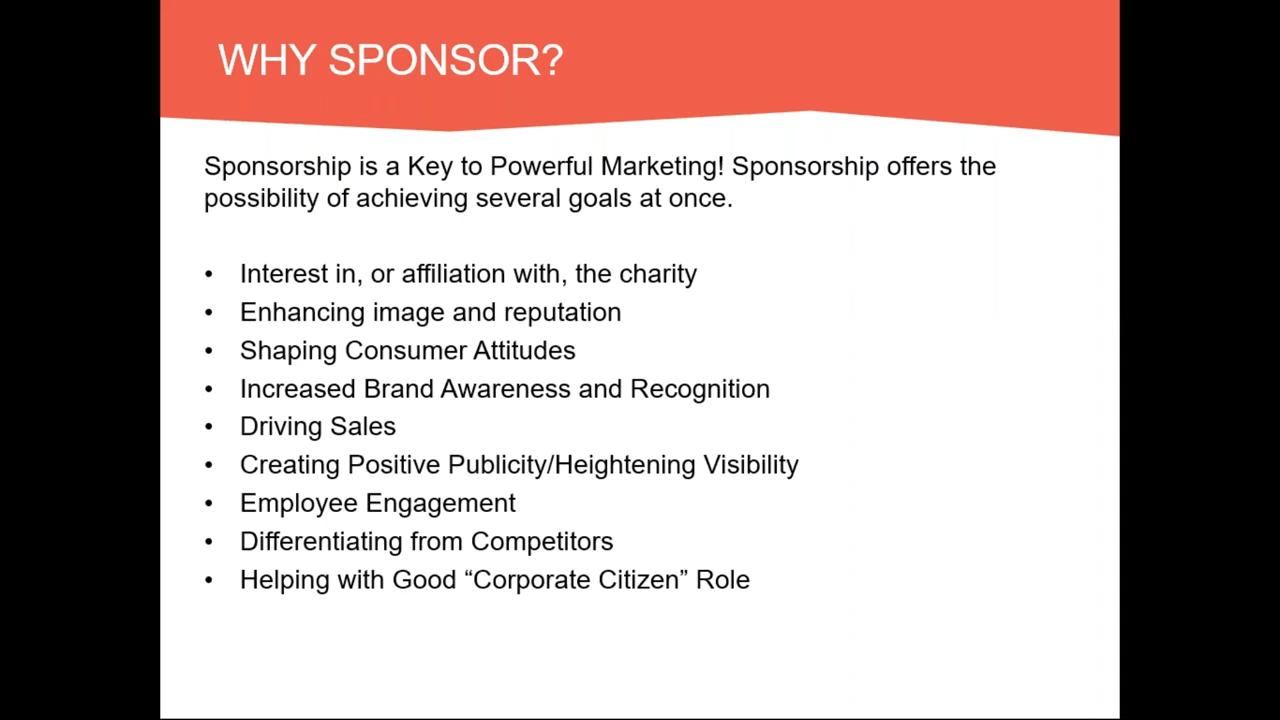 WHY SPONSOR?
Sponsorship is a Key to Powerful Marketing! Sponsorship offers the
possibility of achieving several goals at once.
• Interest in, or affiliation with, the charity
• Enhancing image and reputation
• Shaping Consumer Attitudes
• Increased Brand Awareness and Recognition
• Driving Sales
• Creating Positive Publicity/Heightening Visibility
• Employee Engagement
• Differentiating from Competitors
• Helping with Good “Corporate Citizen” Role